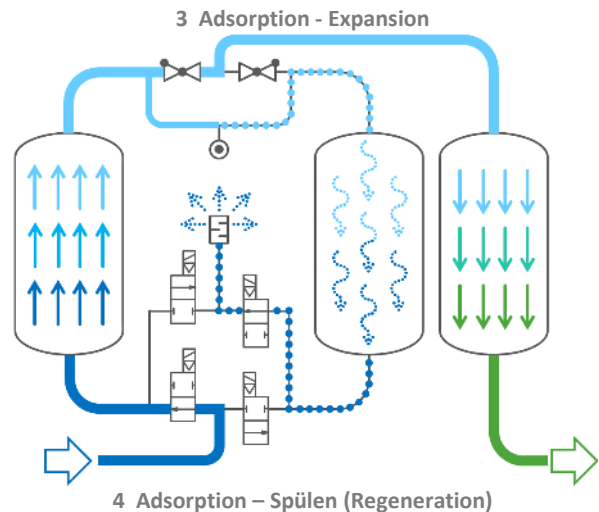 3 Adsorption - Expansion
4 Adsorption – Spülen (Regeneration)